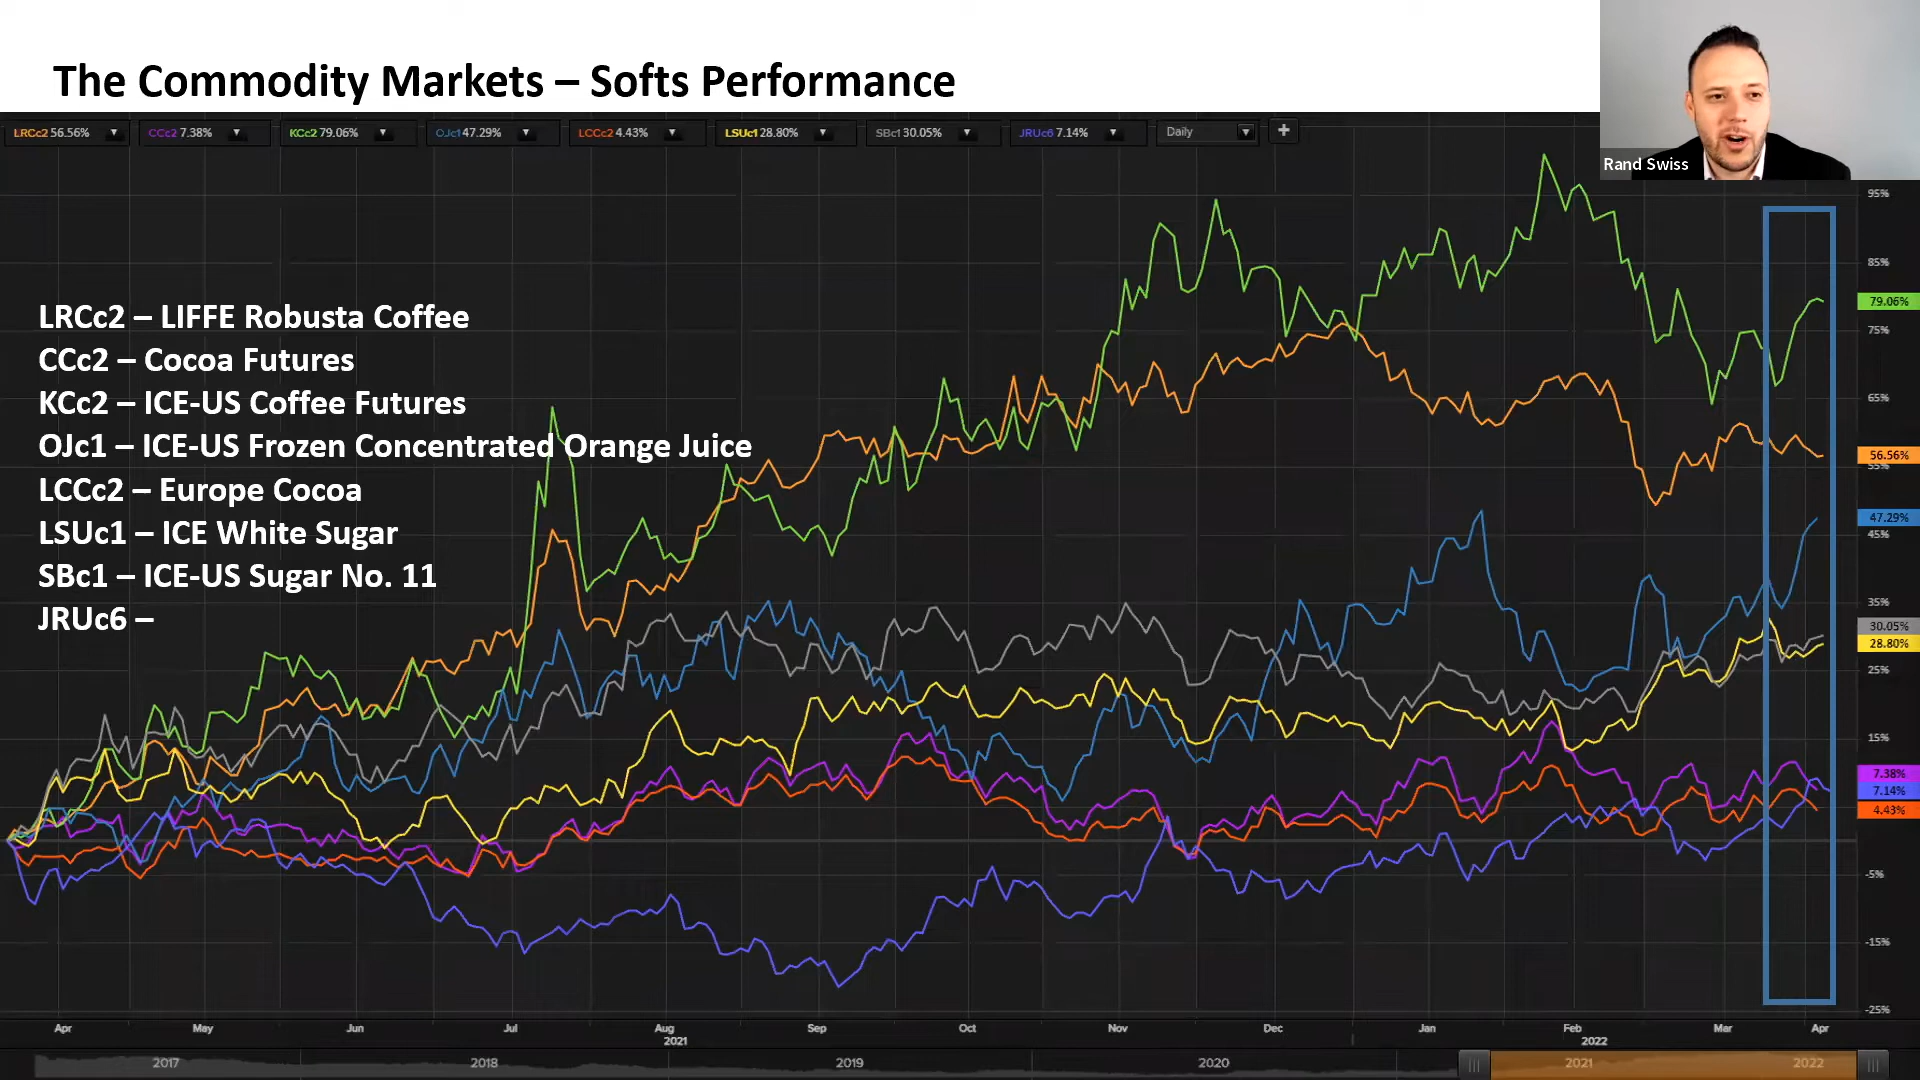 The Commodity Markets – Softs Performance
Rand Swiss
LRCc2 56.56% CCc2 7.38% KCc2 79.06% OJc1 47.29% LCCc2 4.43% LSUc1 28.80% SBc1 30.05% JRUc6 7.14% Daily +
LRCc2 – LIFFE Robusta Coffee
CCc2 – Cocoa Futures
KCc2 – ICE-US Coffee Futures
OJc1 – ICE-US Frozen Concentrated Orange Juice
LCCc2 – Europe Cocoa
LSUc1 – ICE White Sugar
SBc1 – ICE-US Sugar No. 11
JRUc6 –
95%
85%
79.06%
75%
65%
56.56%
55%
47.29%
45%
35%
30.05%
28.80%
25%
15%
7.38%
7.14%
4.43%
-5%
-15%
-25%
Apr May Jun Jul Aug Sep Oct Nov Dec Jan Feb Mar Apr
2021 2022
2017 2018 2019 2020 2021 2022